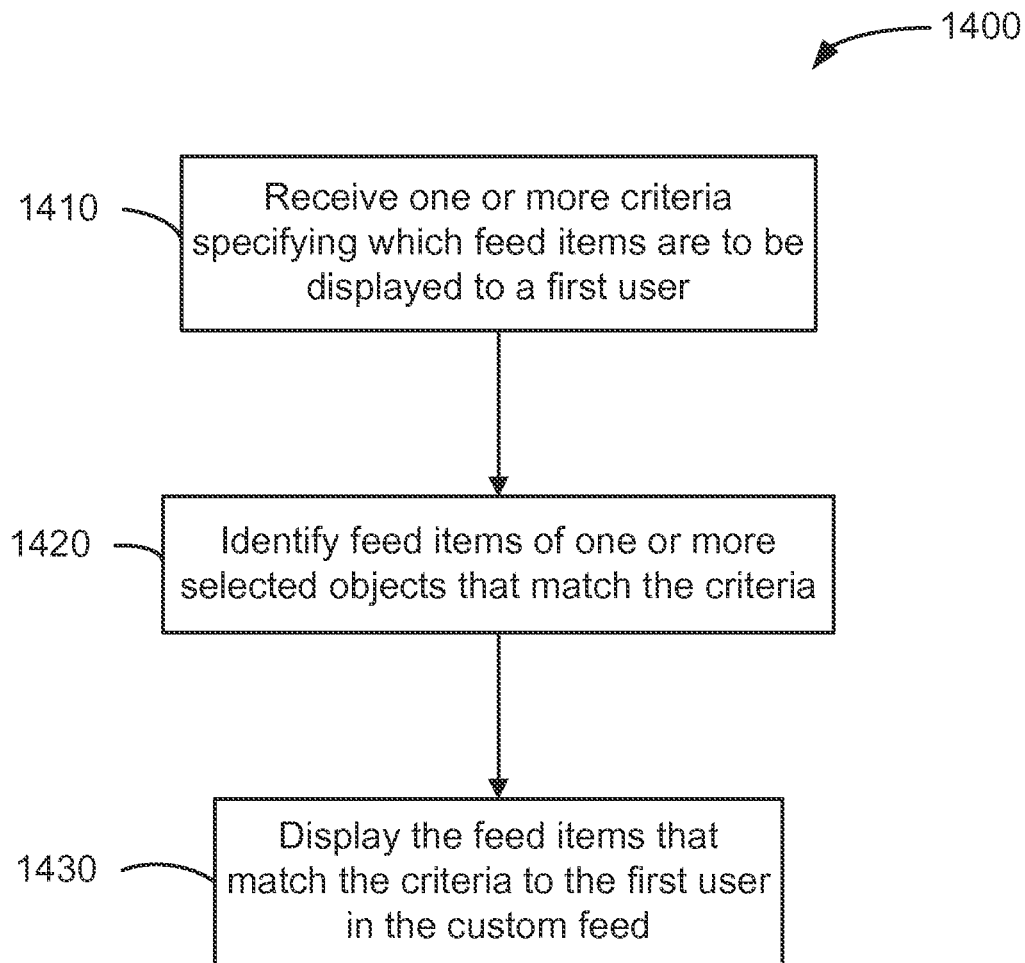 1400
1410
Receive one or more criteria
specifying which feed items are to be
displayed to a first user
1420
Identify feed items of one or more
selected objects that match the criteria
1430
Display the feed items that
match the criteria to the first user
in the custom feed